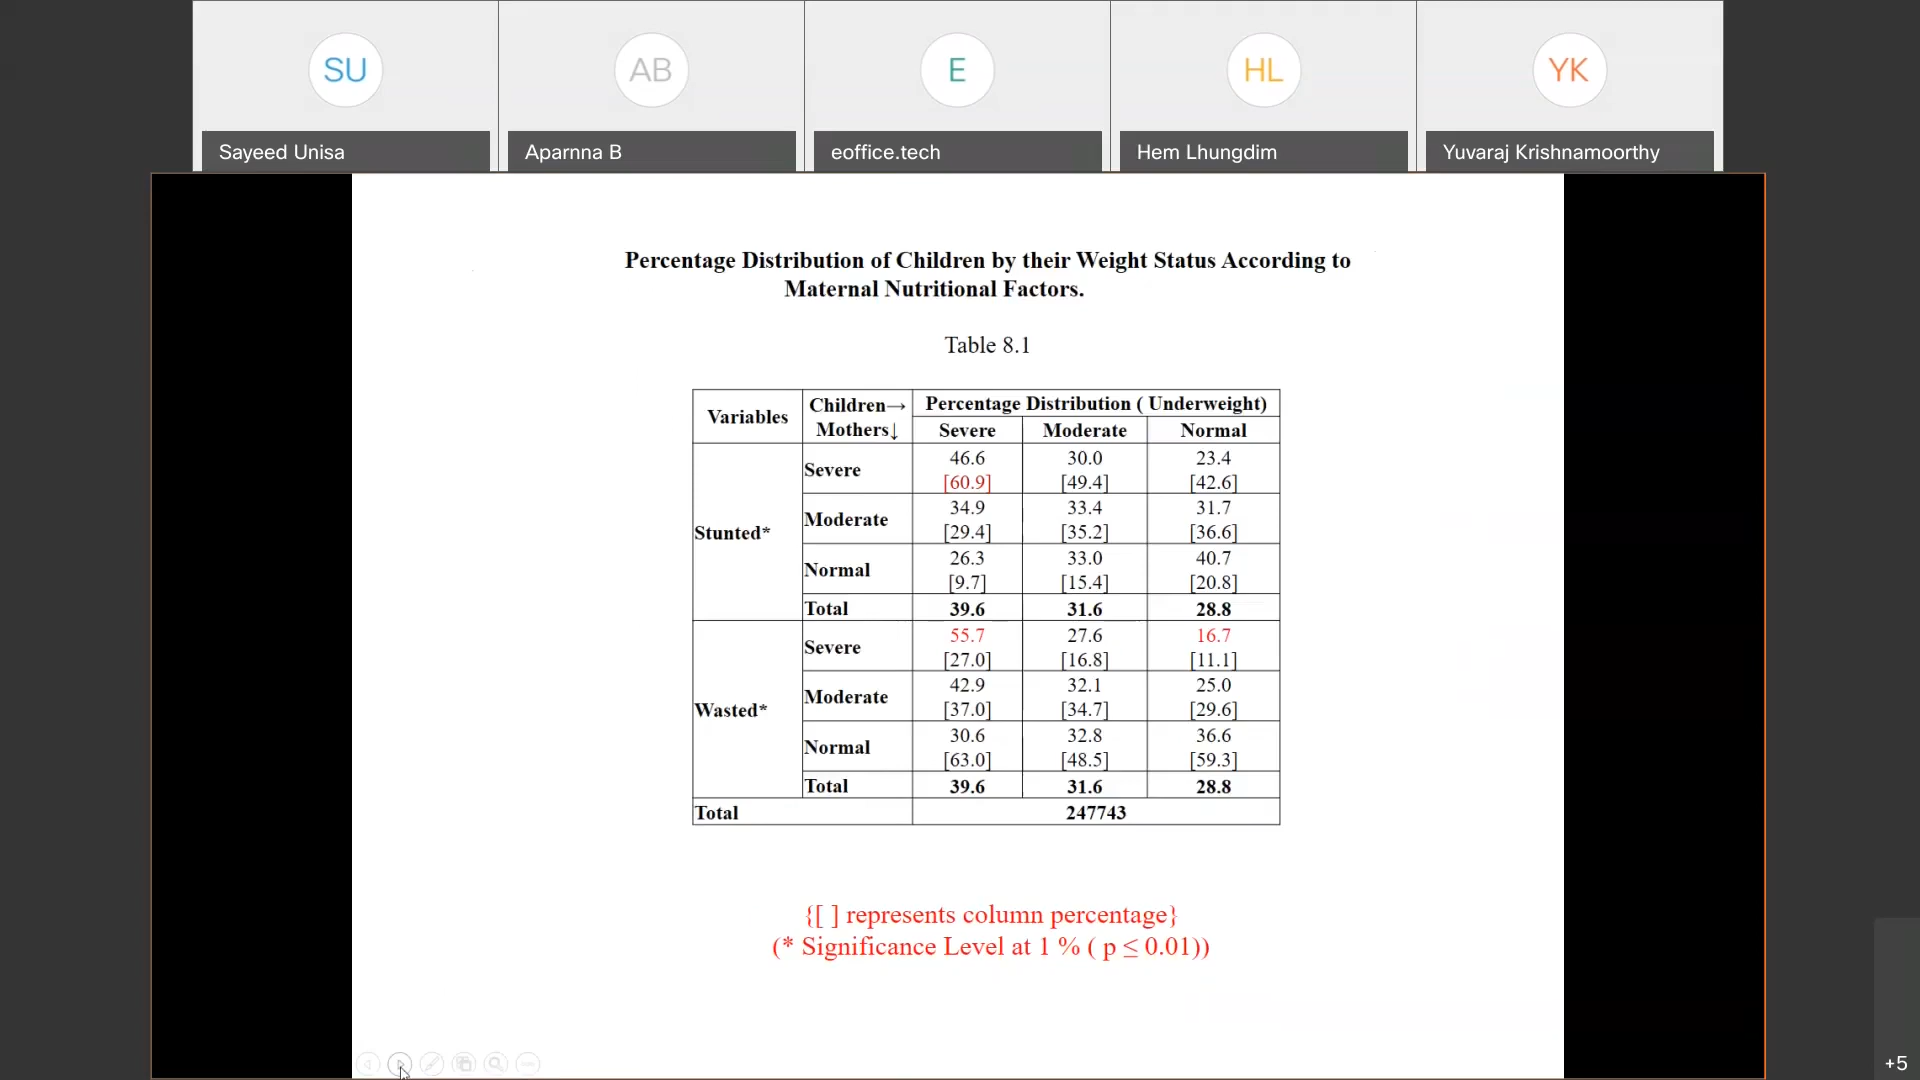 SU
AB
E
HL
YK
Sayeed Unisa
Aparnna B
eoffice.tech
Hem Lhungdim
Yuvaraj Krishnamoorthy
Percentage Distribution of Children by their Weight Status According to
Maternal Nutritional Factors.
Table 8.1
Variables Children→ Mothers↓ Percentage Distribution ( Underweight)
Severe Moderate Normal
Stunted*
Severe 46.6 30.0 23.4
[60.9] [49.4] [42.6]
Moderate 34.9 33.4 31.7
[29.4] [35.2] [36.6]
Normal 26.3 33.0 40.7
[9.7] [15.4] [20.8]
Total 39.6 31.6 28.8
Wasted*
Severe 55.7 27.6 16.7
[27.0] [16.8] [11.1]
Moderate 42.9 32.1 25.0
[37.0] [34.7] [29.6]
Normal 30.6 32.8 36.6
[63.0] [48.5] [59.3]
Total 39.6 31.6 28.8
Total 247743
{[ ] represents column percentage}
(* Significance Level at 1 % ( p ≤ 0.01))
+5